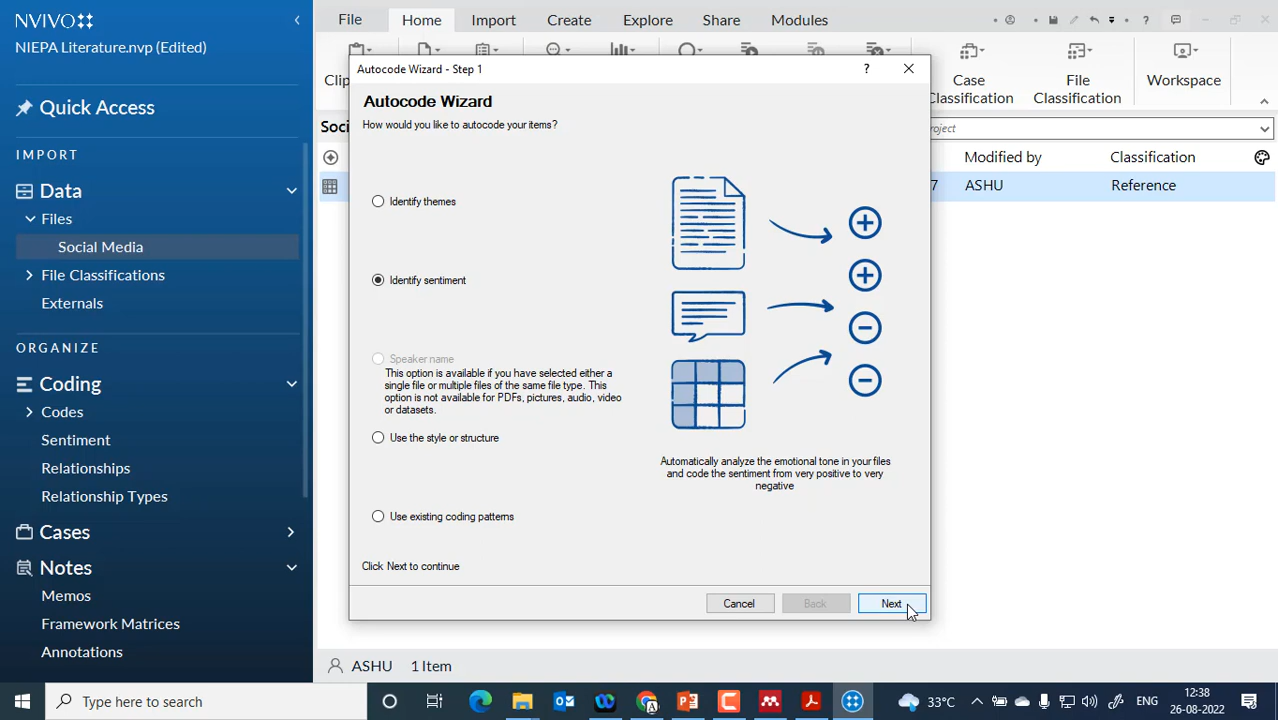 NVIVO
NIEPA Literature.nvp (Edited)
File Home Import Create Explore Share Modules
Quick Access
IMPORT
Data
Files
Social Media
File Classifications
Externals
ORGANIZE
Coding
Codes
Sentiment
Relationships
Relationship Types
Cases
Notes
Memos
Framework Matrices
Annotations
Clip
Case
Classification
File
Classification
Workspace
Soci
roject
Modified by Classification
7 ASHU Reference
Autocode Wizard - Step 1
?
Autocode Wizard
How would you like to autocode your items?
Identify themes
Identify sentiment
Speaker name
This option is available if you have selected either a
single file or multiple files of the same file type. This
option is not available for PDFs, pictures, audio, video
or datasets.
Use the style or structure
Use existing coding patterns
Automatically analyze the emotional tone in your files
and code the sentiment from very positive to very
negative
Click Next to continue
Cancel Back Next
ASHU 1 Item
Type here to search
33°C
ENG
12:38
26-08-2022